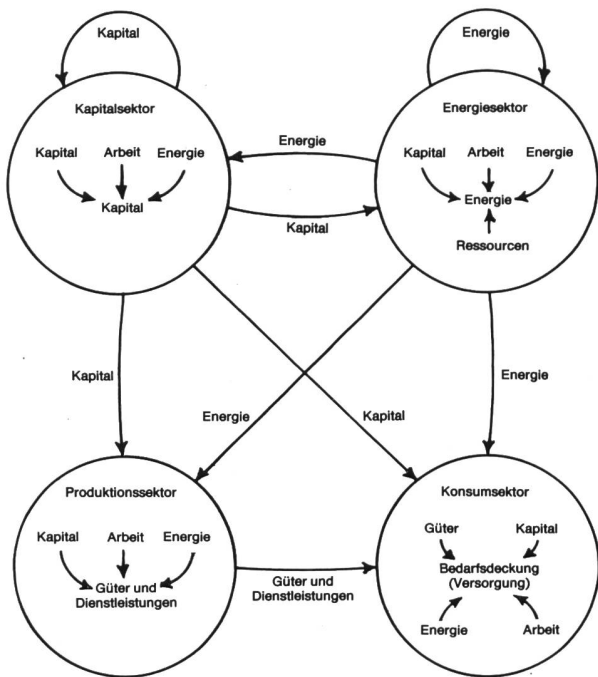 Kapital
Energie
Kapitalsektor
Energiesektor
Kapital Arbeit Energie
Kapital
Kapital Arbeit Energie
Energie
Ressourcen
Energie
Kapital
Kapital
Energie
Kapital
Energie
Produktionssektor
Konsumsektor
Kapital Arbeit Energie
Güter und
Dienstleistungen
Güter Kapital
Bedarfsdeckung
(Versorgung)
Energie Arbeit
Güter und
Dienstleistungen